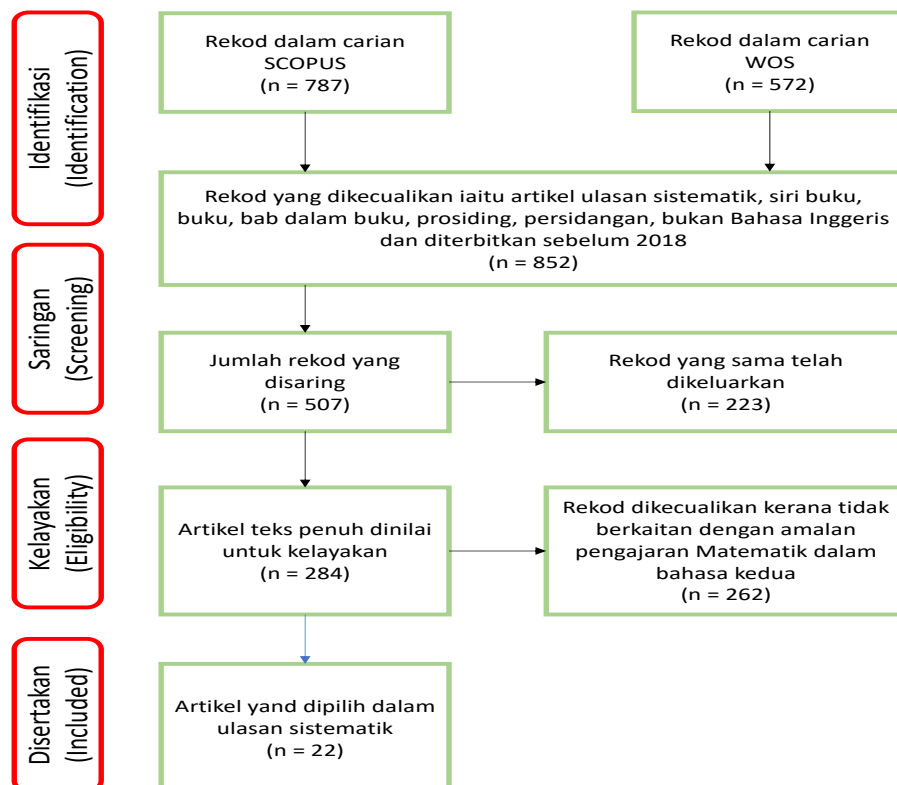 Identifikasi
(Identification)
Rekod dalam carian
SCOPUS
(n = 787)
Rekod dalam carian
WOS
(n = 572)
Rekod yang dikecualikan iaitu artikel ulasan sistematik, siri buku,
buku, bab dalam buku, prosiding, persidangan, bukan Bahasa Inggeris
dan diterbitkan sebelum 2018
(n = 852)
Saringan
(Screening)
Jumlah rekod yang
disaring
(n = 507)
Rekod yang sama telah
dikeluarkan
(n = 223)
Kelayakan
(Eligibility)
Artikel teks penuh dinilai
untuk kelayakan
(n = 284)
Rekod dikecualikan kerana tidak
berkaitan dengan amalan
pengajaran Matematik dalam
bahasa kedua
(n = 262)
Disertakan
(Included)
Artikel yand dipilih dalam
ulasan sistematik
(n = 22)